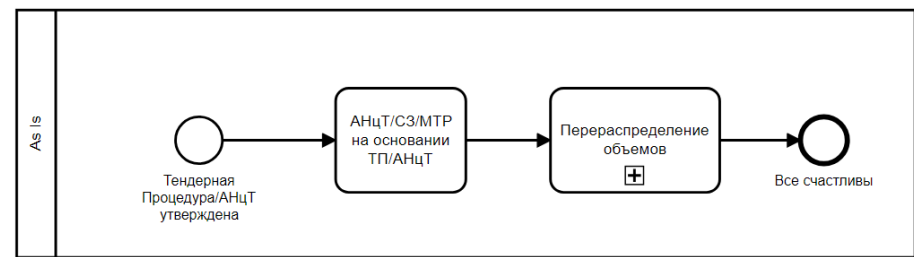 As Is
Тендерная
Процедура/АНцТ
утверждена
АНцТ/СЗ/МТР
на основании
ТП/АНцТ
Перераспределение
объемов
Все счастливы